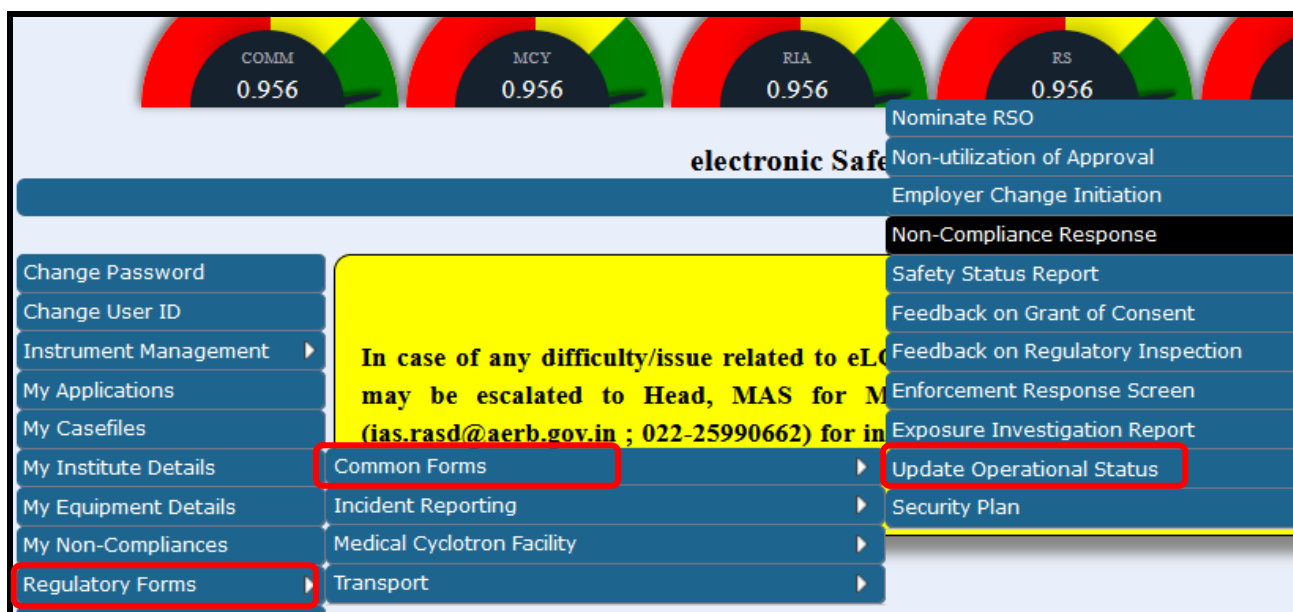 COMM
0.956
MCY
0.956
RIA
0.956
RS
0.956
electronic Safe
Nominate RSO
Non-utilization of Approval
Employer Change Initiation
Non-Compliance Response
Safety Status Report
Feedback on Grant of Consent
Feedback on Regulatory Inspection
Enforcement Response Screen
Exposure Investigation Report
Update Operational Status
Security Plan
Change Password
Change User ID
Instrument Management
My Applications
My Casefiles
My Institute Details
My Equipment Details
My Non-Compliances
Regulatory Forms
In case of any difficulty/issue related to eLO
may be escalated to Head, MAS for M
(ias.rasd@aerb.gov.in ; 022-25990662) for in
Common Forms
Incident Reporting
Medical Cyclotron Facility
Transport